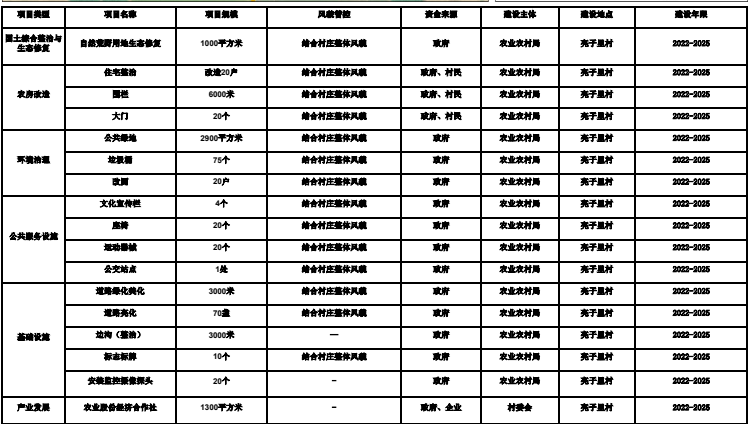 项目类型 项目名称 项目规模 风貌管控 资金来源 建设主体 建设地点 建设年限
国土综合整治与生态修复 自然荒废用地生态修复 1000平方米 结合村庄整体风貌 政府 农业农村局 亮子里村 2022-2025
农房改造 住宅整治 改造20户 结合村庄整体风貌 政府、村民 农业农村局 亮子里村 2022-2025
围栏 6000米 结合村庄整体风貌 政府、村民 农业农村局 亮子里村 2022-2025
大门 20个 结合村庄整体风貌 政府、村民 农业农村局 亮子里村 2022-2025
环境治理 公共绿地 2900平方米 结合村庄整体风貌 政府 农业农村局 亮子里村 2022-2025
垃圾桶 75个 结合村庄整体风貌 政府 农业农村局 亮子里村 2022-2025
改厕 20户 结合村庄整体风貌 政府 农业农村局 亮子里村 2022-2025
公共服务设施 文化宣传栏 4个 结合村庄整体风貌 政府 农业农村局 亮子里村 2022-2025
座椅 20个 结合村庄整体风貌 政府 农业农村局 亮子里村 2022-2025
运动器械 20个 结合村庄整体风貌 政府 农业农村局 亮子里村 2022-2025
公交站点 1处 结合村庄整体风貌 政府 农业农村局 亮子里村 2022-2025
基础设施 道路绿化美化 3000米 结合村庄整体风貌 政府 农业农村局 亮子里村 2022-2025
道路亮化 70盏 结合村庄整体风貌 政府 农业农村局 亮子里村 2022-2025
边沟（整治） 3000米 — 政府 农业农村局 亮子里村 2022-2025
标志标牌 10个 结合村庄整体风貌 政府 农业农村局 亮子里村 2022-2025
安装监控摄像探头 20个 - 政府 农业农村局 亮子里村 2022-2025
产业发展 农业股份经济合作社 1300平方米 - 政府、企业 村委会 亮子里村 2022-2025